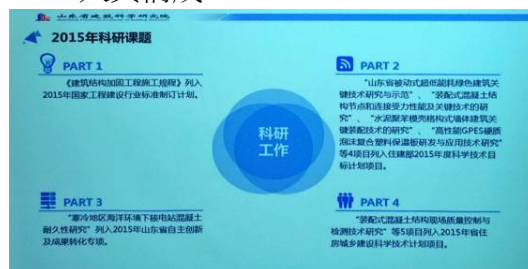 山东省建筑科学研究院
2015年科研课题
PART 1
《建筑结构加固工程施工规程》列入
2015年国家工程建设行业标准制订计划。
PART 2
"山东省被动式超低能耗绿色建筑关
键技术研究与示范"、"装配式混凝土结
构节点和连接受力性能及关键技术的研
究"、"水泥聚苯模壳格构式墙体建筑关
键装配技术的研究"、"高性能GPES硬质
泡沫复合塑料保温板研发与应用技术研究"
等4项目列入住建部2015年度科学技术目
标计划项目。
科研
工作
PART 3
"寒冷地区海洋环境下核电站混凝土
耐久性研究"列入2015年山东省自主创新
及成果转化专项。
PART 4
"装配式混凝土结构现场质量控制与
检测技术研究"等5项目列入2015年省住
房城乡建设科学技术计划项目。